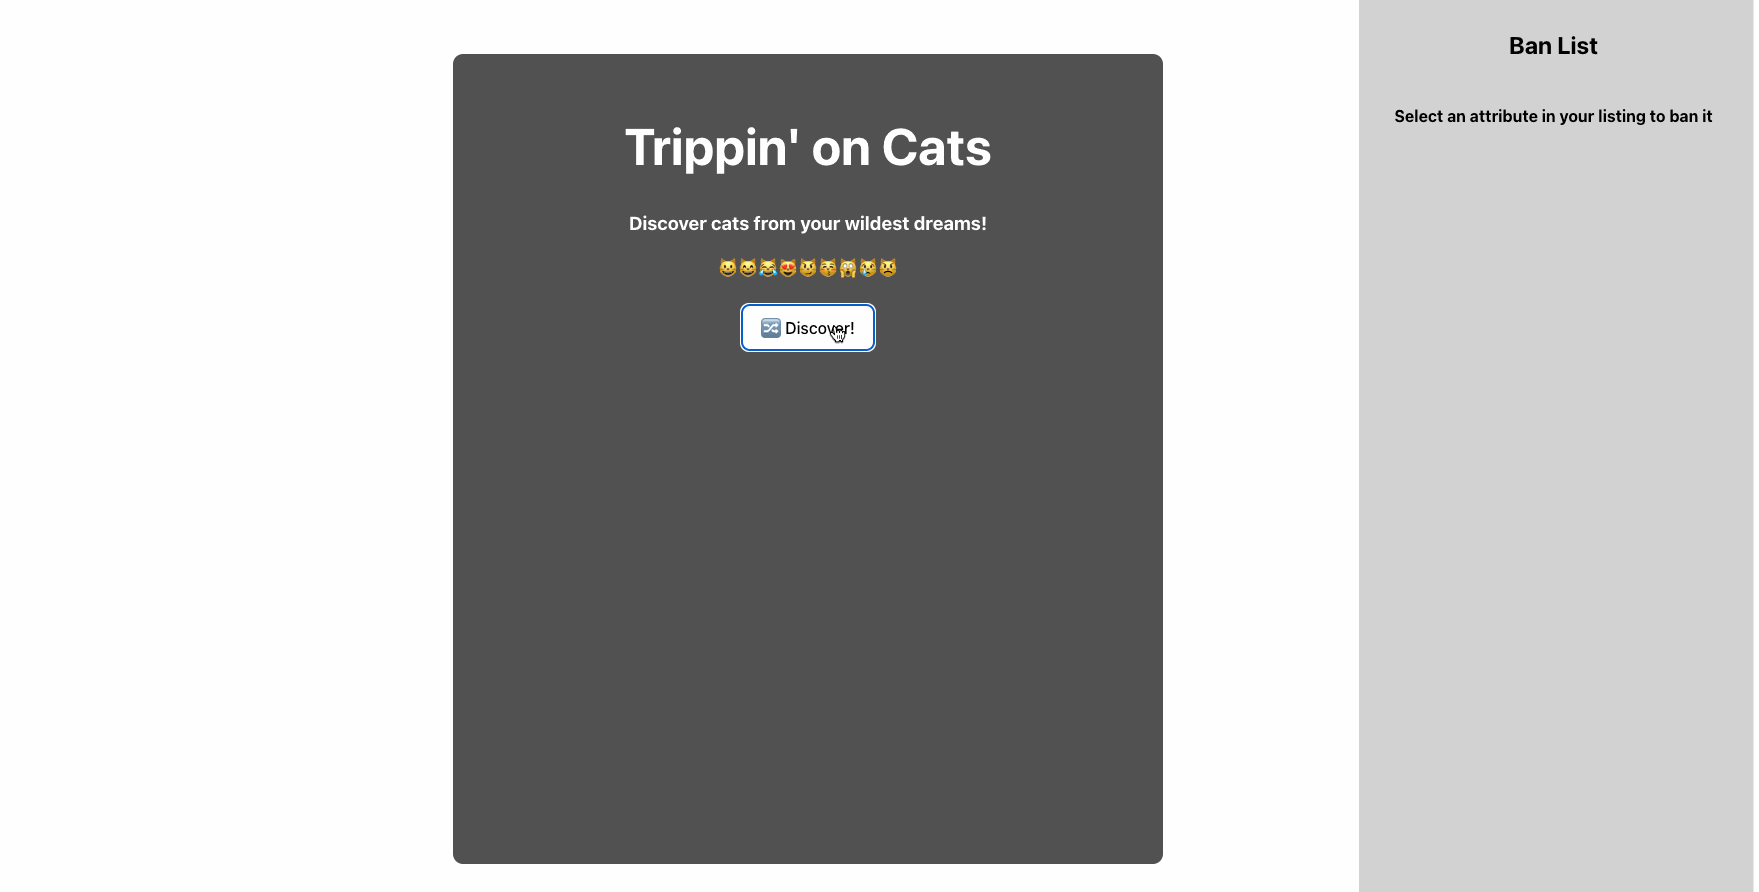 Trippin' on Cats
Discover cats from your wildest dreams!
😺😸😹😻😼😽🙀😿😾
🔀 Discover!
Ban List
Select an attribute in your listing to ban it